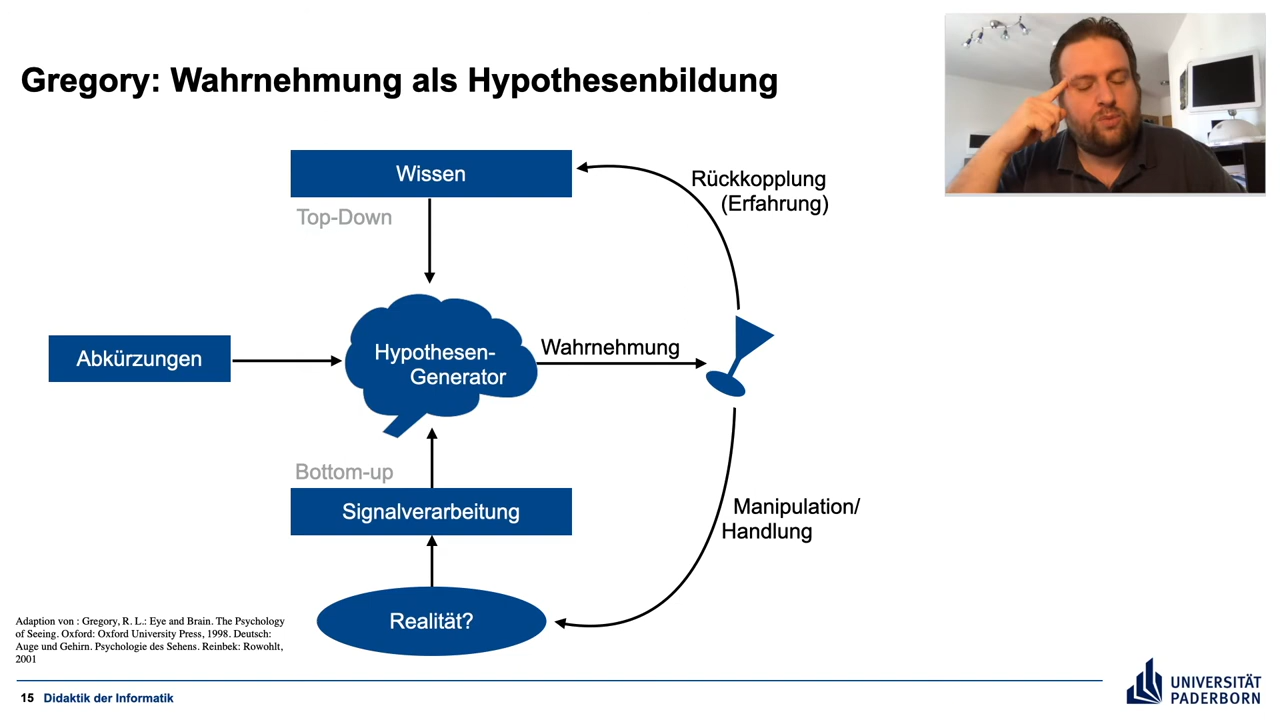 Gregory: Wahrnehmung als Hypothesenbildung
Wissen
Top-Down
Rückkopplung
(Erfahrung)
Abkürzungen
Hypothesen-
Generator
Wahrnehmung
Bottom-up
Signalverarbeitung
Manipulation/
Handlung
Realität?
Adaption von : Gregory, R. L.: Eye and Brain. The Psychology
of Seeing. Oxford: Oxford University Press, 1998. Deutsch:
Auge und Gehirn. Psychologie des Sehens. Reinbek: Rowohlt,
2001
15 Didaktik der Informatik
UNIVERSITÄT
PADERBORN